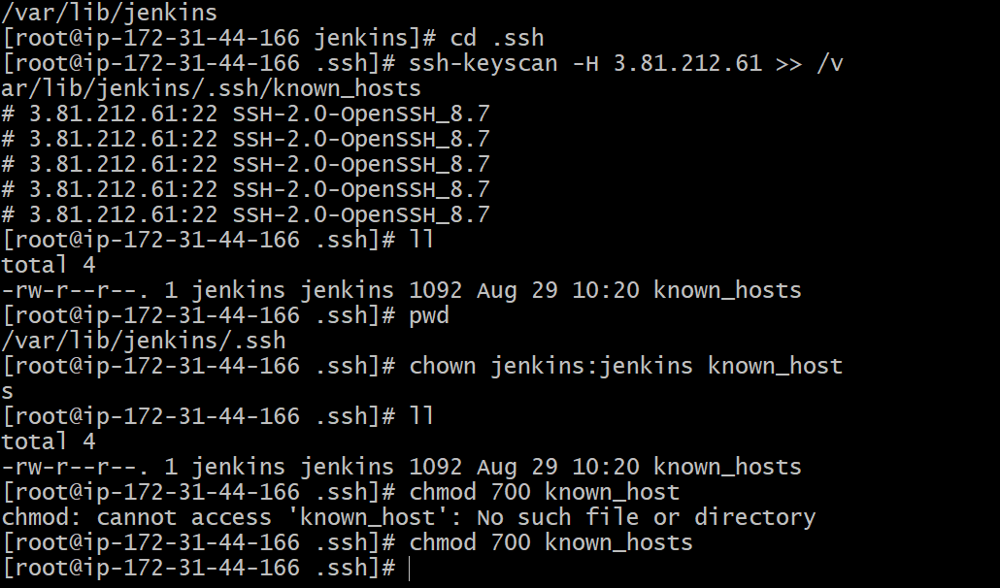 /var/lib/jenkins
[root@ip-172-31-44-166 jenkins]# cd .ssh
[root@ip-172-31-44-166 .ssh]# ssh-keyscan -H 3.81.212.61 >> /v
ar/lib/jenkins/.ssh/known_hosts
# 3.81.212.61:22 SSH-2.0-OpenSSH_8.7
# 3.81.212.61:22 SSH-2.0-OpenSSH_8.7
# 3.81.212.61:22 SSH-2.0-OpenSSH_8.7
# 3.81.212.61:22 SSH-2.0-OpenSSH_8.7
# 3.81.212.61:22 SSH-2.0-OpenSSH_8.7
[root@ip-172-31-44-166 .ssh]# ll
total 4
-rw-r--r--. 1 jenkins jenkins 1092 Aug 29 10:20 known_hosts
[root@ip-172-31-44-166 .ssh]# pwd
/var/lib/jenkins/.ssh
[root@ip-172-31-44-166 .ssh]# chown jenkins:jenkins known_host
s
[root@ip-172-31-44-166 .ssh]# ll
total 4
-rw-r--r--. 1 jenkins jenkins 1092 Aug 29 10:20 known_hosts
[root@ip-172-31-44-166 .ssh]# chmod 700 known_host
chmod: cannot access 'known_host': No such file or directory
[root@ip-172-31-44-166 .ssh]# chmod 700 known_hosts
[root@ip-172-31-44-166 .ssh]#